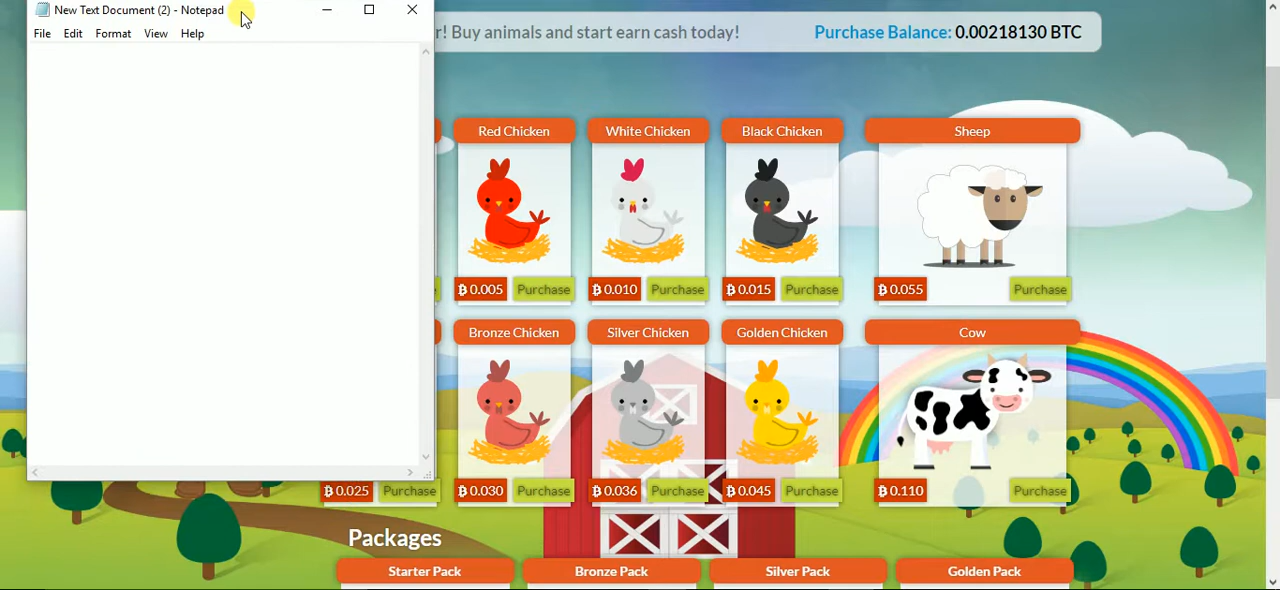 New Text Document (2) - Notepad
File Edit Format View Help
r! Buy animals and start earn cash today!
Purchase Balance: 0.00218130 BTC
Red Chicken
White Chicken
Black Chicken
Sheep
0.005 Purchase
0.010 Purchase
0.015 Purchase
0.055 Purchase
Bronze Chicken
Silver Chicken
Golden Chicken
Cow
0.025 Purchase
0.030 Purchase
0.036 Purchase
0.045 Purchase
0.110 Purchase
Packages
Starter Pack
Bronze Pack
Silver Pack
Golden Pack